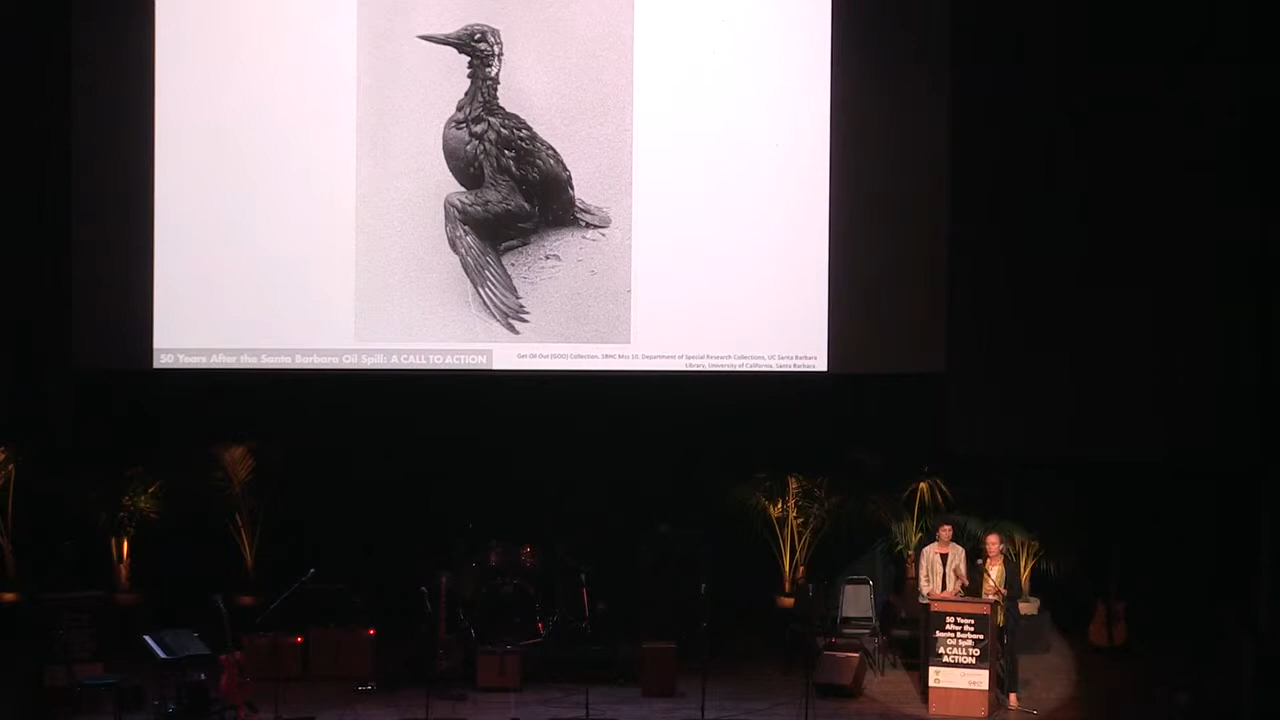 50 Years After the Santa Barbara Oil Spill: A CALL TO ACTION
Get Oil Out (GOO) Collection. SBHC Mss 10. Department of Special Research Collections, UC Santa Barbara
Library, University of California, Santa Barbara
50 Years
After the
Santa Barbara
Oil Spill:
A CALL TO
ACTION